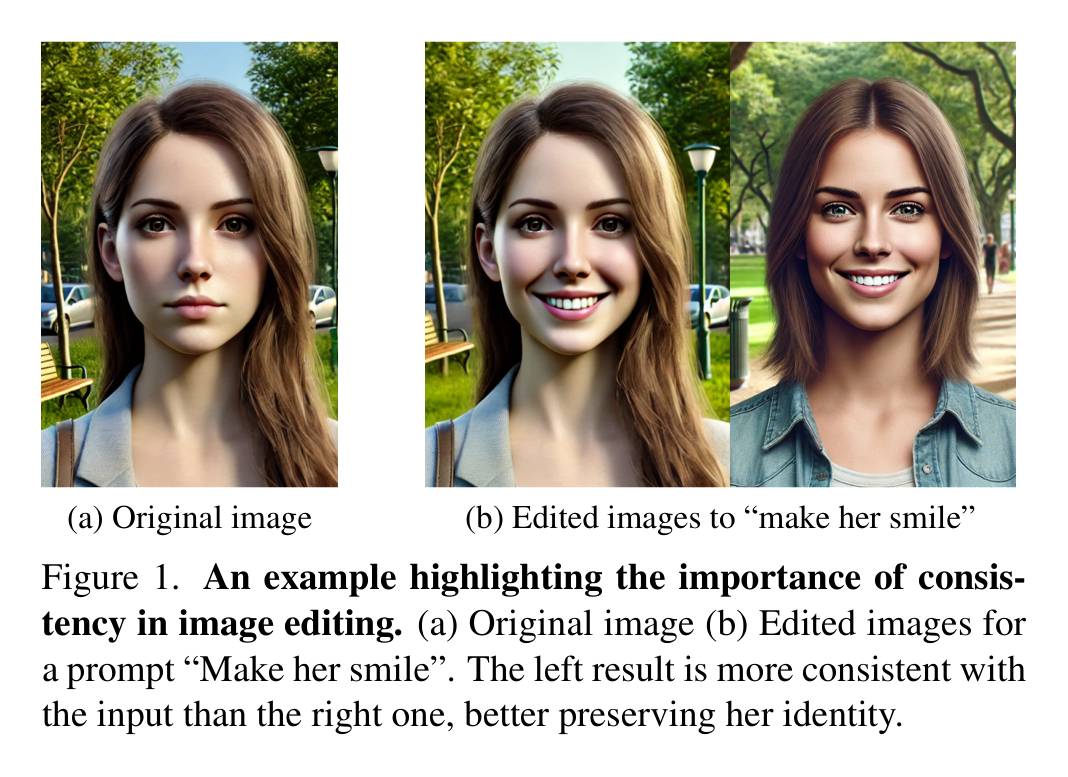 (a) Original image
(b) Edited images to “make her smile”
Figure 1. An example highlighting the importance of consis-
tency in image editing. (a) Original image (b) Edited images for
a prompt “Make her smile”. The left result is more consistent with
the input than the right one, better preserving her identity.